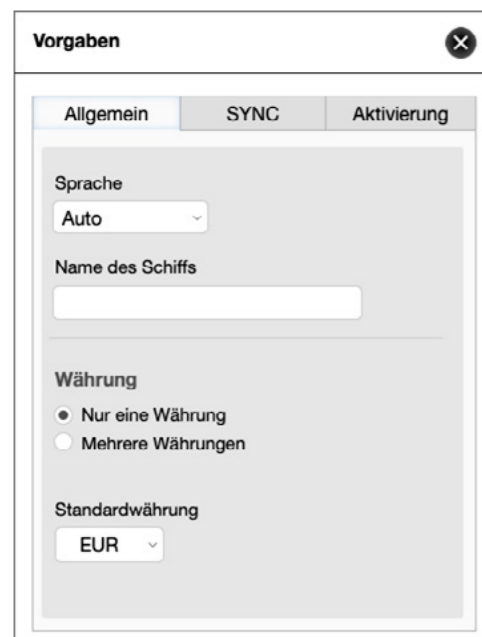 Vorgaben
Allgemein SYNC Aktivierung
Sprache
Auto
Name des Schiffs
Währung
Nur eine Währung
Mehrere Währungen
Standardwährung
EUR